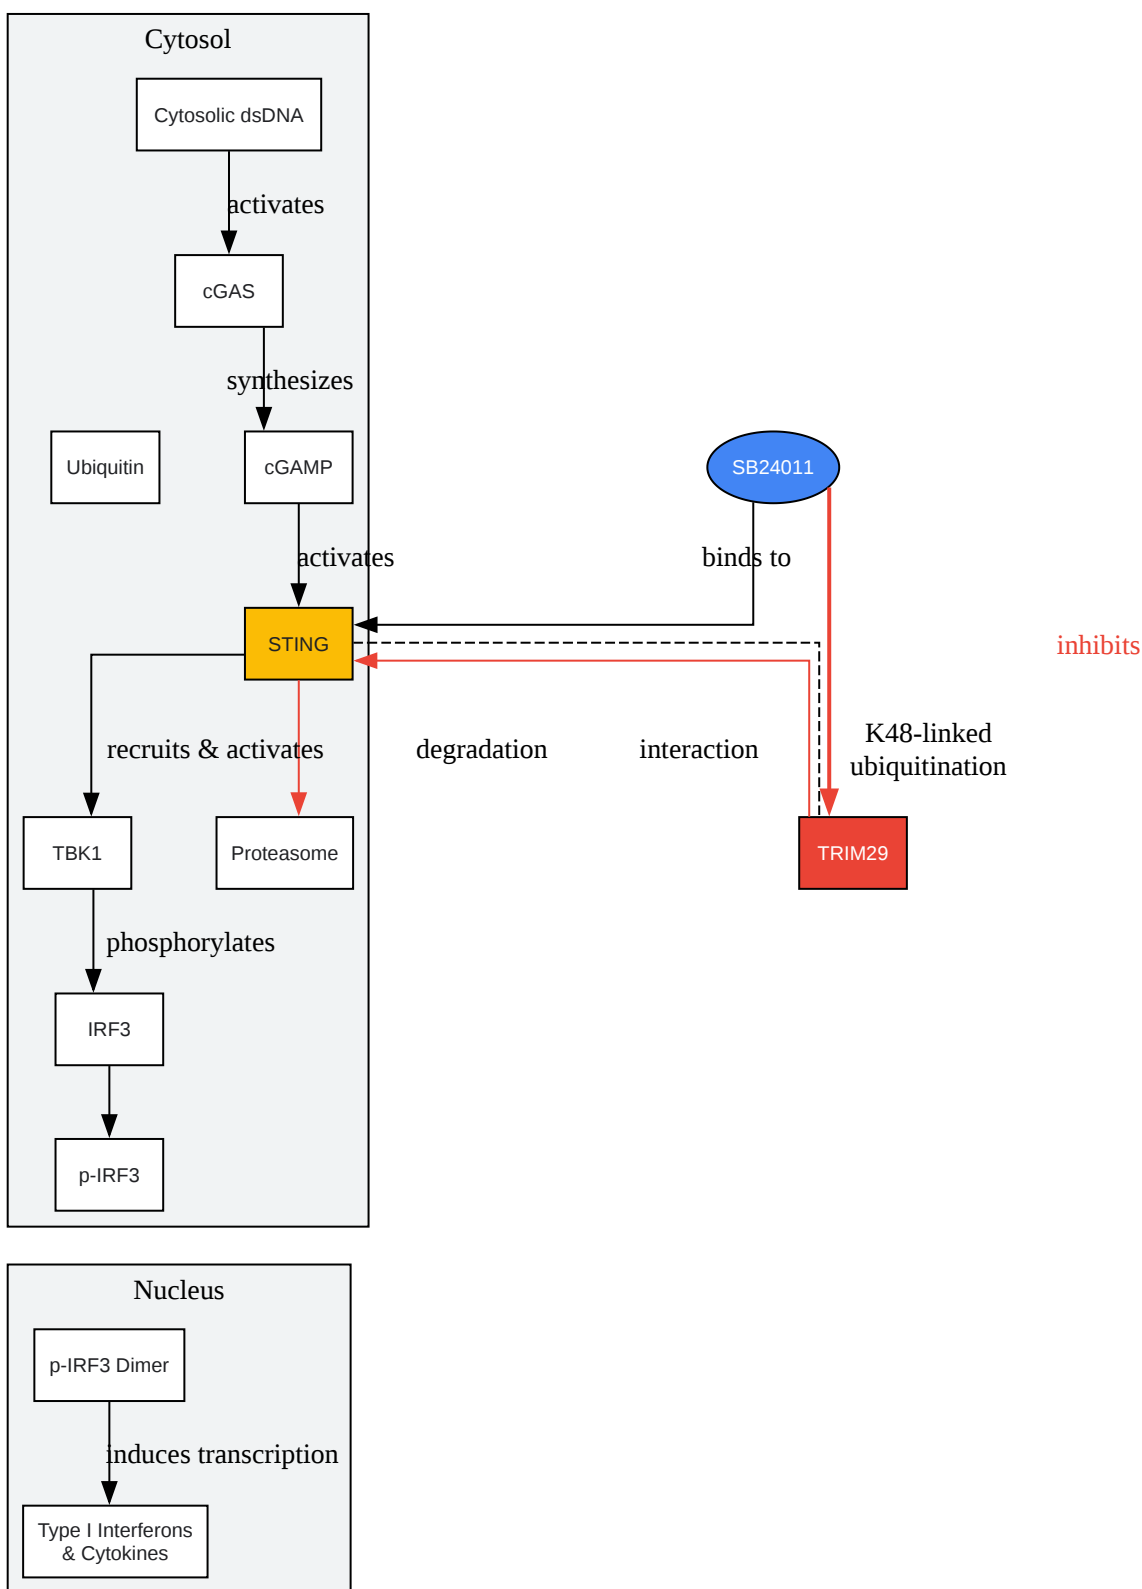 Cytosol
Cytosolic dsDNA
activates
cGAS
synthesizes
Ubiquitin
cGAMP
SB24011
activates
binds to
STING
inhibits
recruits & activates
degradation
interaction
K48-linked
ubiquitination
TBK1
Proteasome
TRIM29
phosphorylates
IRF3
p-IRF3
Nucleus
p-IRF3 Dimer
induces transcription
Type I Interferons
& Cytokines